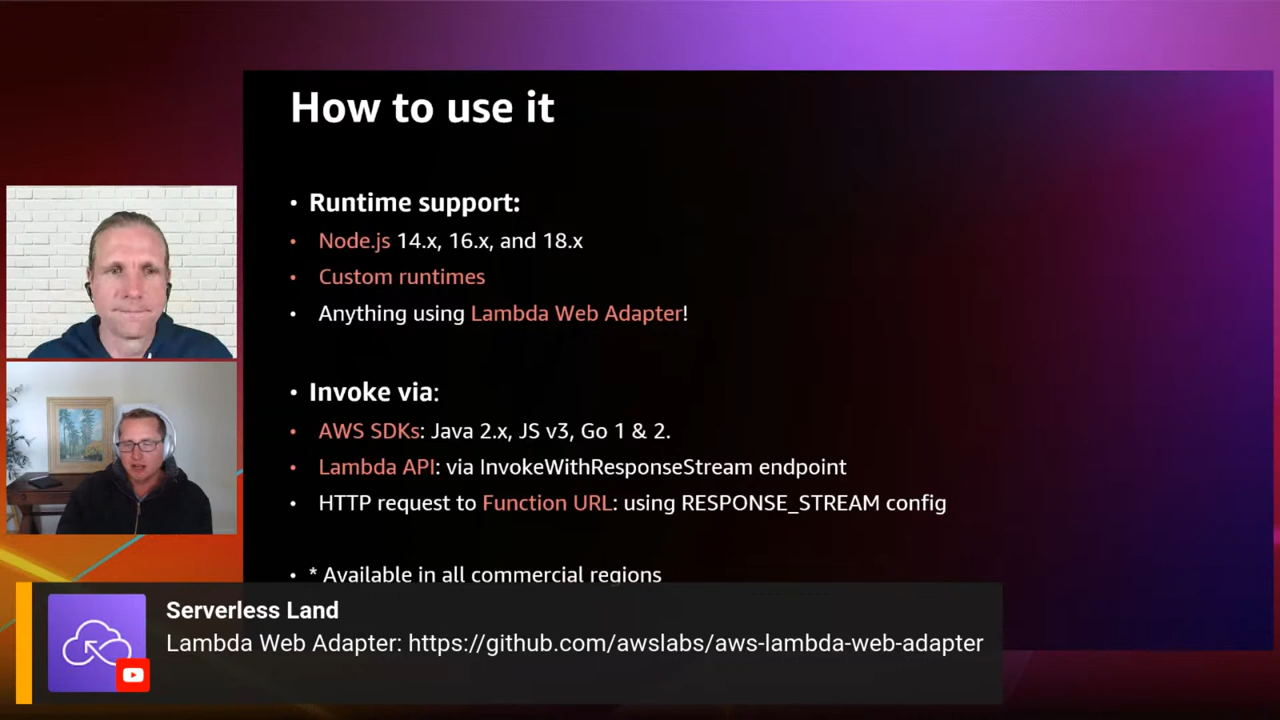 How to use it
• Runtime support:
• Node.js 14.x, 16.x, and 18.x
• Custom runtimes
• Anything using Lambda Web Adapter!
• Invoke via:
• AWS SDKs: Java 2.x, JS v3, Go 1 & 2.
• Lambda API: via InvokeWithResponseStream endpoint
• HTTP request to Function URL: using RESPONSE_STREAM config
• * Available in all commercial regions
Serverless Land
Lambda Web Adapter: https://github.com/awslabs/aws-lambda-web-adapter